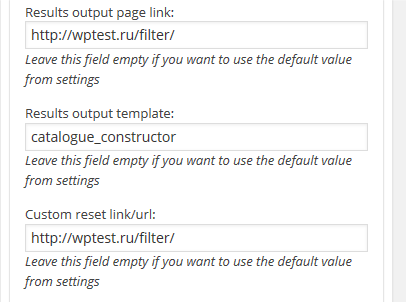 Results output page link:
http://wptest.ru/filter/
Leave this field empty if you want to use the default value
from settings
Results output template:
catalogue_constructor
Leave this field empty if you want to use the default value
from settings
Custom reset link/url:
http://wptest.ru/filter/
Leave this field empty if you want to use the default value
from settings